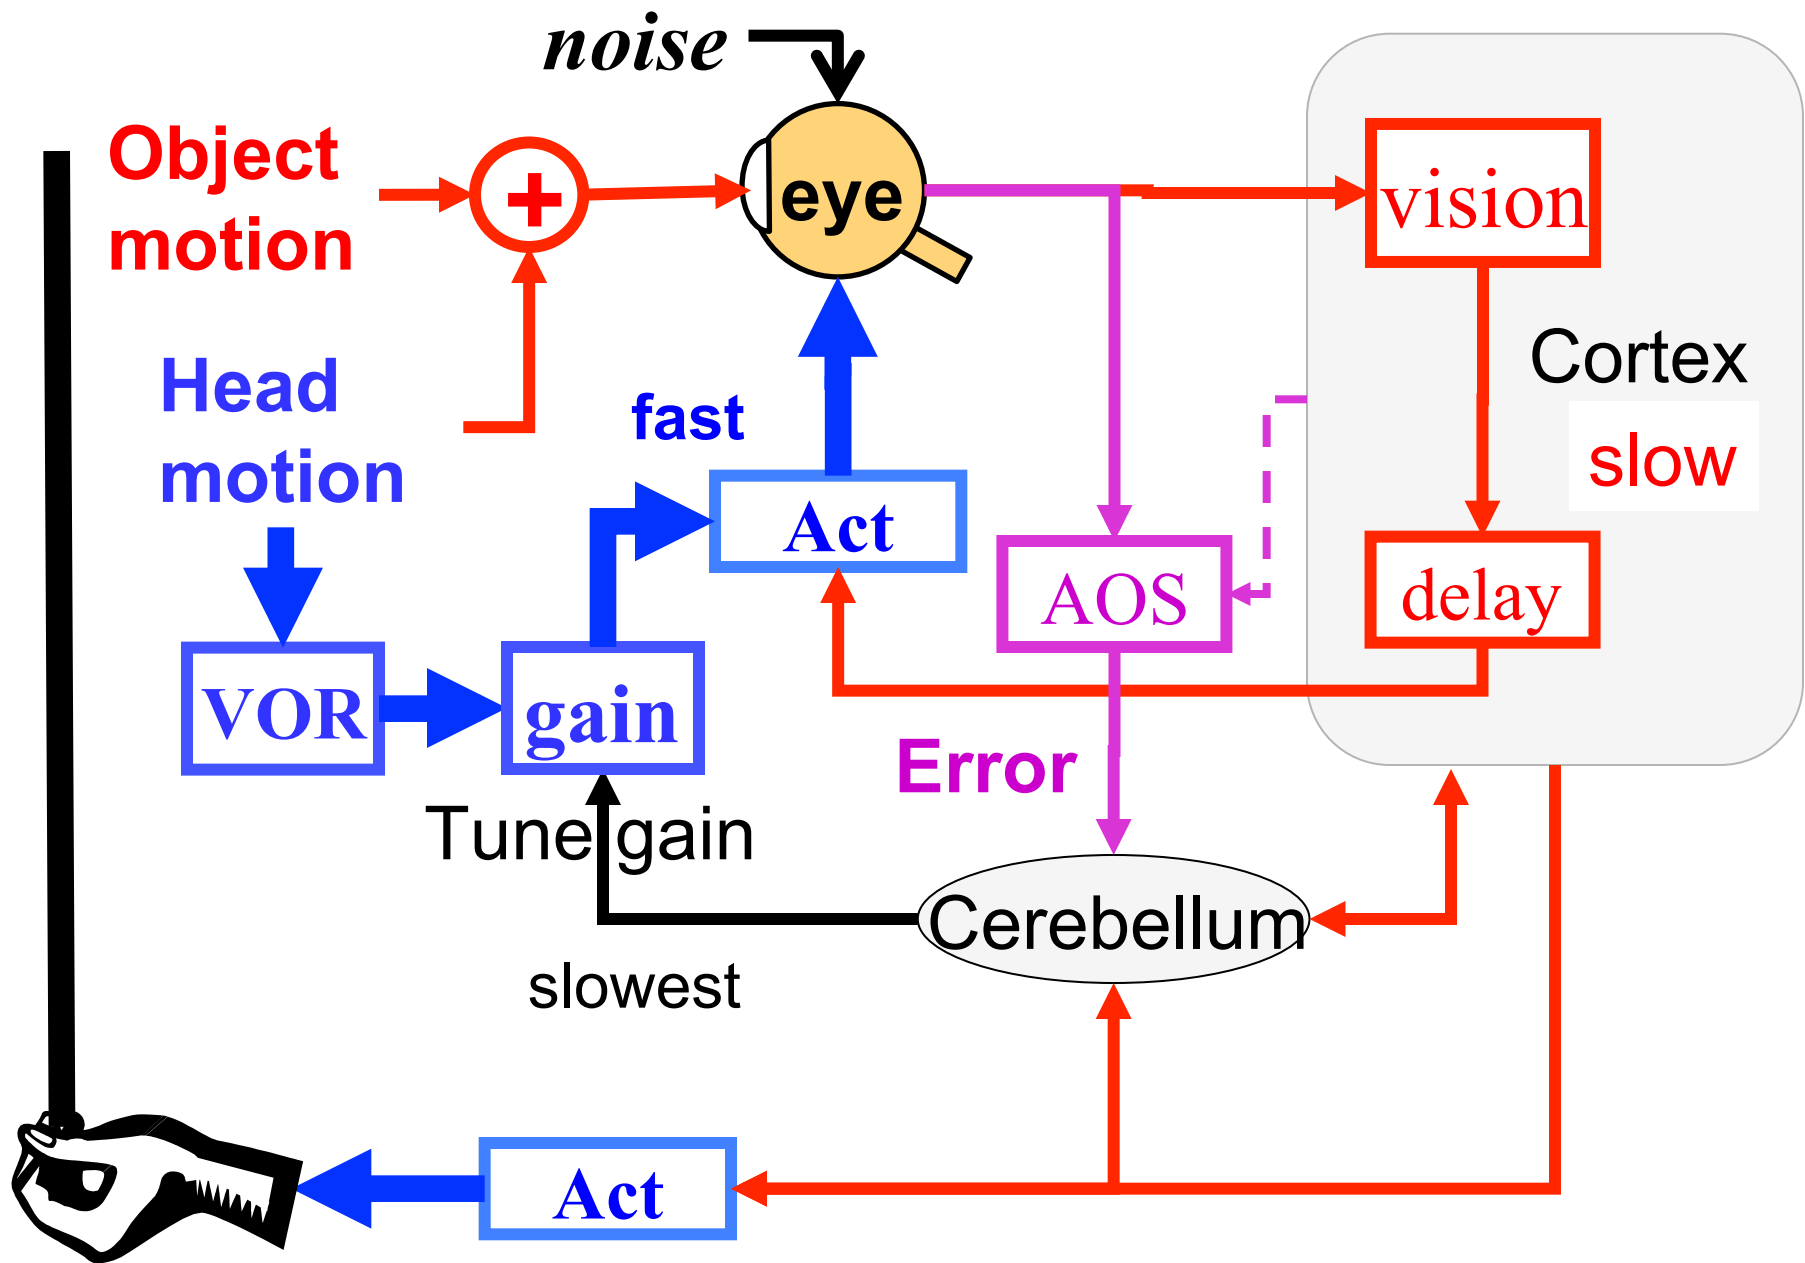 noise
Object
motion
+
eye
vision
Head
motion
fast
Cortex
slow
Act
AOS
delay
VOR
gain
Error
Tune gain
Cerebellum
slowest
Act